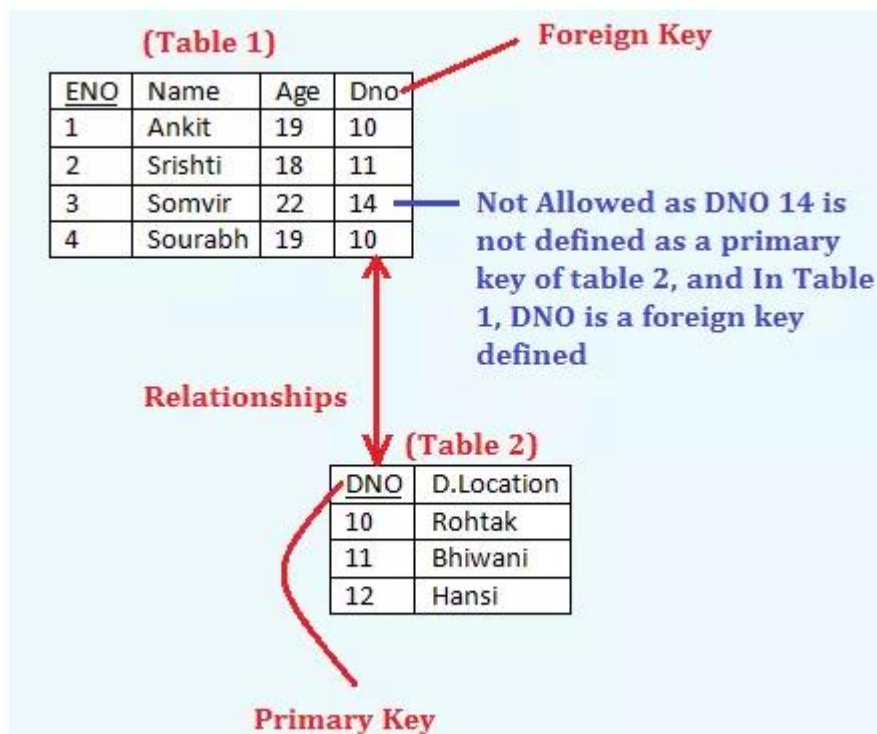 (Table 1)
Foreign Key
ENO Name Age Dno
1 Ankit 19 10
2 Srishti 18 11
3 Somvir 22 14
4 Sourabh 19 10
Not Allowed as DNO 14 is
not defined as a primary
key of table 2, and In Table
1, DNO is a foreign key
defined
Relationships
(Table 2)
DNO D.Location
10 Rohtak
11 Bhiwani
12 Hansi
Primary Key